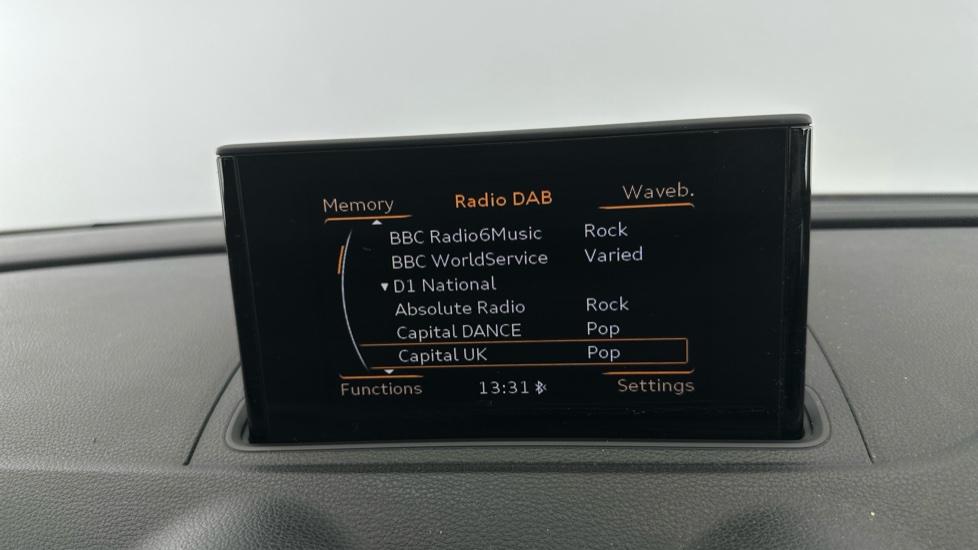 Memory Radio DAB Waveb.
BBC Radio6Music Rock
BBC WorldService Varied
▼ D1 National
Absolute Radio Rock
Capital DANCE Pop
Capital UK Pop
Functions 13:31 Settings